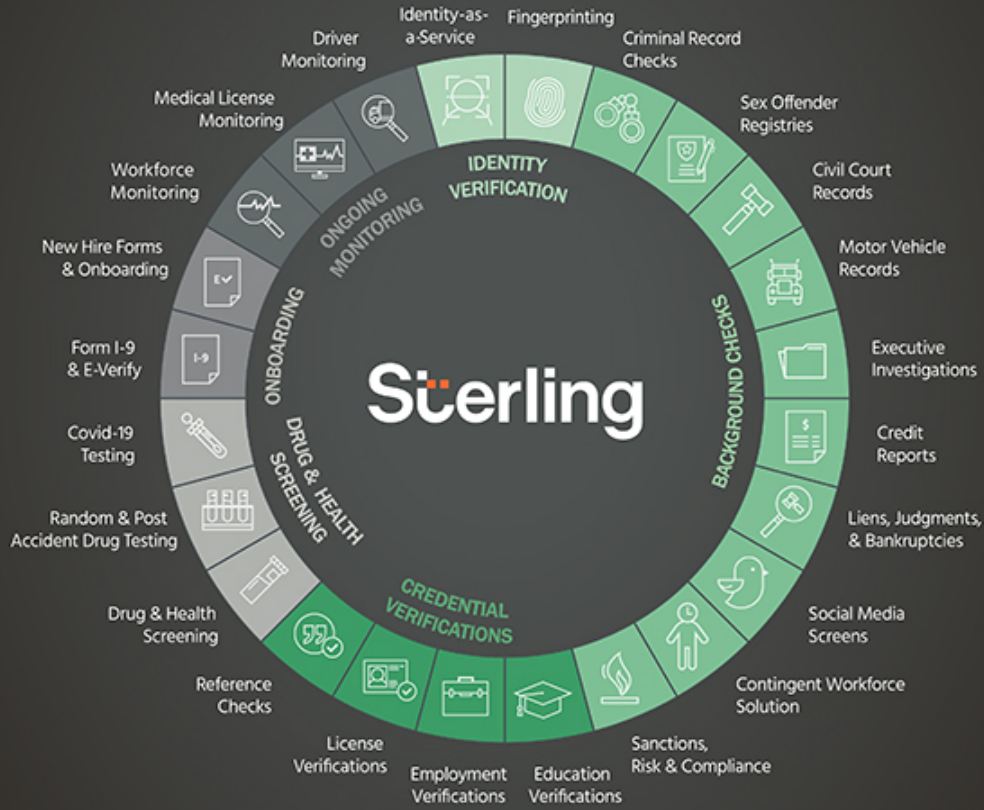 Identity-as-
a-Service
Fingerprinting
Criminal Record
Checks
Sex Offender
Registries
Civil Court
Records
Motor Vehicle
Records
Executive
Investigations
Credit
Reports
Liens, Judgments,
& Bankruptcies
Social Media
Screens
Contingent Workforce
Solution
Sanctions,
Risk & Compliance
Education
Verifications
Employment
Verifications
License
Verifications
Reference
Checks
Drug & Health
Screening
Random & Post
Accident Drug Testing
Covid-19
Testing
Form I-9
& E-Verify
New Hire Forms
& Onboarding
Workforce
Monitoring
Medical License
Monitoring
Driver
Monitoring
IDENTITY
VERIFICATION
BACKGROUND CHECKS
CREDENTIAL
VERIFICATIONS
DRUG & HEALTH
SCREENING
ONBOARDING
ONGOING
MONITORING
Sterling
E
I-9
$